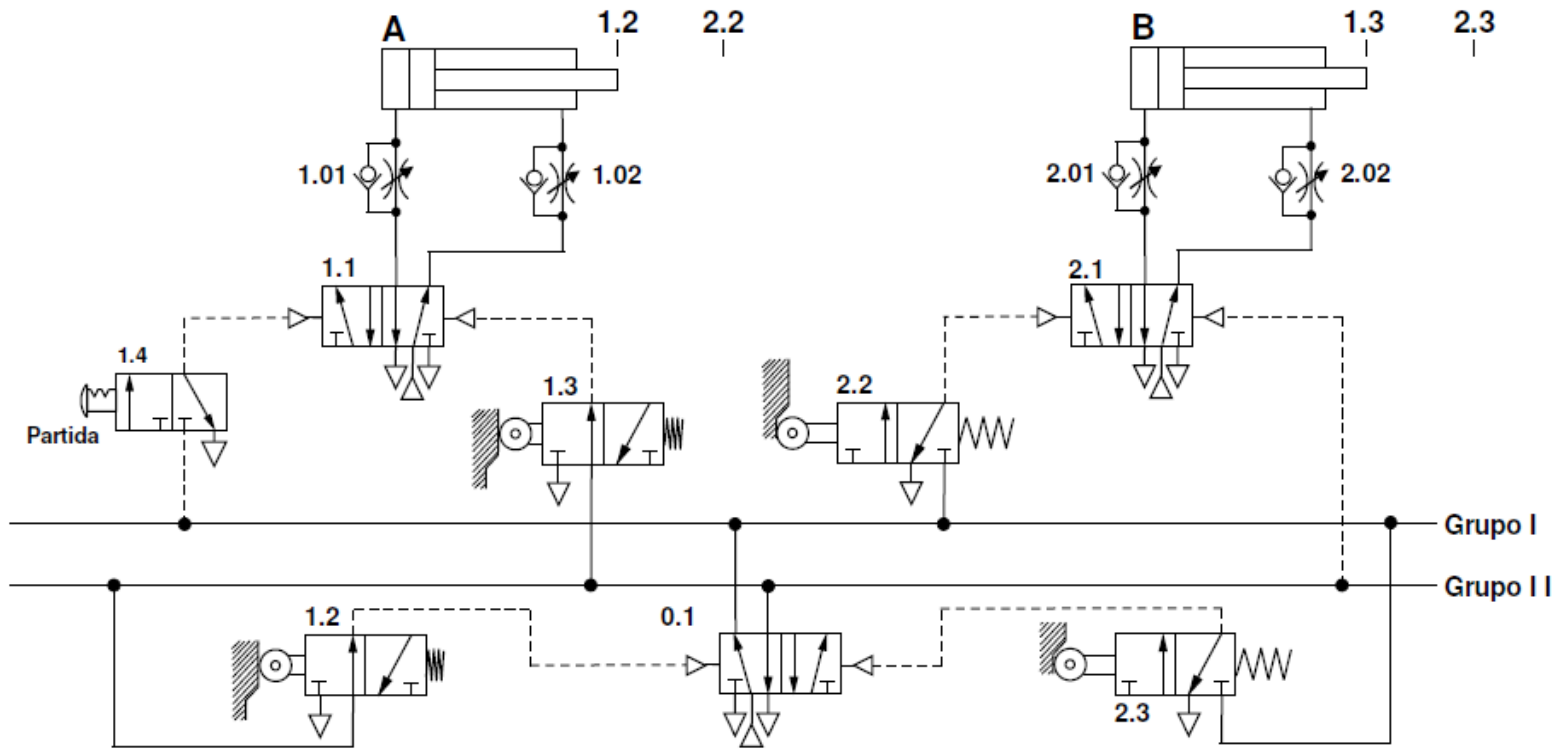 A 1.2 2.2 B 1.3 2.3
1.01 1.02 2.01 2.02
1.1 2.1
1.4 1.3 2.2
Partida
Grupo I
Grupo I I
1.2 0.1
2.3